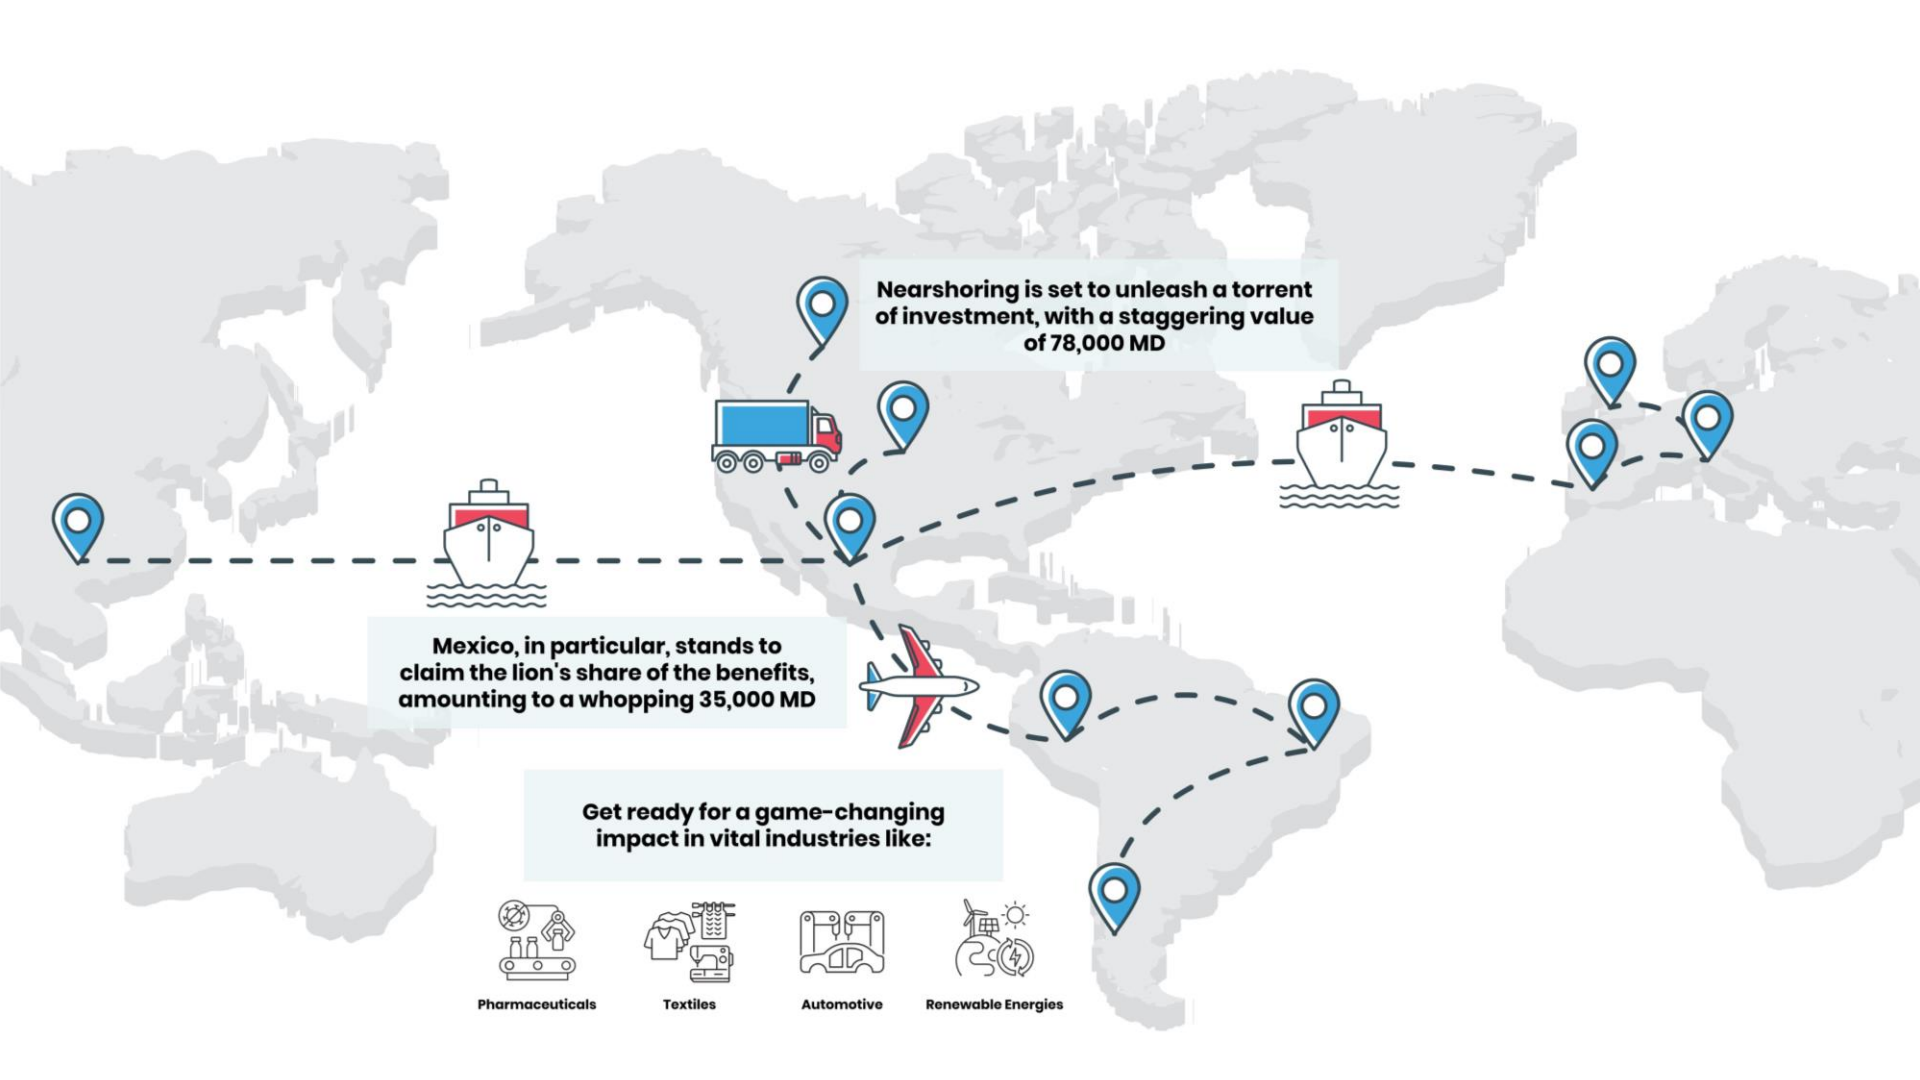 Nearshoring is set to unleash a torrent
of investment, with a staggering value
of 78,000 MD
Mexico, in particular, stands to
claim the lion's share of the benefits,
amounting to a whopping 35,000 MD
Get ready for a game-changing
impact in vital industries like:
Pharmaceuticals
Textiles
Automotive
Renewable Energies